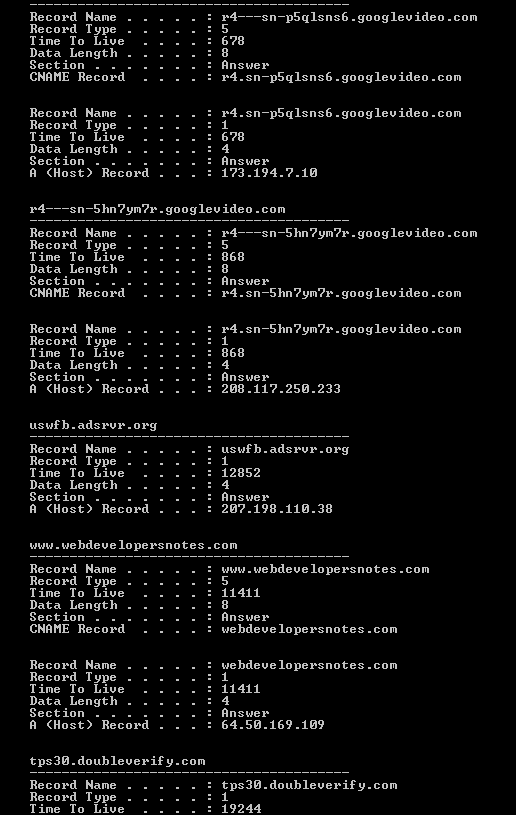 ----------------------------------------
Record Name . . . . . : r4---sn-p5qlsns6.googlevideo.com
Record Type . . . . . : 5
Time To Live  . . . . : 678
Data Length . . . . . : 8
Section . . . . . . . : Answer
CNAME Record  . . . . : r4.sn-p5qlsns6.googlevideo.com
Record Name . . . . . : r4.sn-p5qlsns6.googlevideo.com
Record Type . . . . . : 1
Time To Live  . . . . : 678
Data Length . . . . . : 4
Section . . . . . . . : Answer
A (Host) Record . . . : 173.194.7.10
r4---sn-5hn7ym7r.googlevideo.com
----------------------------------------
Record Name . . . . . : r4---sn-5hn7ym7r.googlevideo.com
Record Type . . . . . : 5
Time To Live  . . . . : 868
Data Length . . . . . : 8
Section . . . . . . . : Answer
CNAME Record  . . . . : r4.sn-5hn7ym7r.googlevideo.com
Record Name . . . . . : r4.sn-5hn7ym7r.googlevideo.com
Record Type . . . . . : 1
Time To Live  . . . . : 868
Data Length . . . . . : 4
Section . . . . . . . : Answer
A (Host) Record . . . : 208.117.250.233
uswfb.adsrvr.org
----------------------------------------
Record Name . . . . . : uswfb.adsrvr.org
Record Type . . . . . : 1
Time To Live  . . . . : 12852
Data Length . . . . . : 4
Section . . . . . . . : Answer
A (Host) Record . . . : 207.198.110.38
www.webdevelopersnotes.com
----------------------------------------
Record Name . . . . . : www.webdevelopersnotes.com
Record Type . . . . . : 5
Time To Live  . . . . : 11411
Data Length . . . . . : 8
Section . . . . . . . : Answer
CNAME Record  . . . . : webdevelopersnotes.com
Record Name . . . . . : webdevelopersnotes.com
Record Type . . . . . : 1
Time To Live  . . . . : 11411
Data Length . . . . . : 4
Section . . . . . . . : Answer
A (Host) Record . . . : 64.50.169.109
tps30.doubleverify.com
----------------------------------------
Record Name . . . . . : tps30.doubleverify.com
Record Type . . . . . : 1
Time To Live  . . . . : 19244